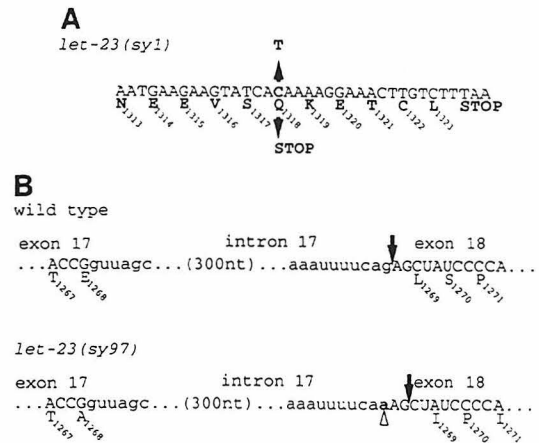 A
let-23(sy1)
T
AATGAAGAAGTATCACAAAAGGAAACTTGTCTTTAA
N1313 E1314 E1315 V1316 S1317 Q1318 K1319 E1320 T1321 C1322 L1323 STOP
STOP
B
wild type
exon 17 intron 17 exon 18
...ACCGguuagc...(300nt)...aaauuuucagAGCUAUCCCCA...
T1267 E1268 L1269 S1270 P1271
let-23(sy97)
exon 17 intron 17 exon 18
...ACCGguuagc...(300nt)...aaauuuucaaAGCUAUCCCCA...
T1267 A1268 I1269 P1270 L1271